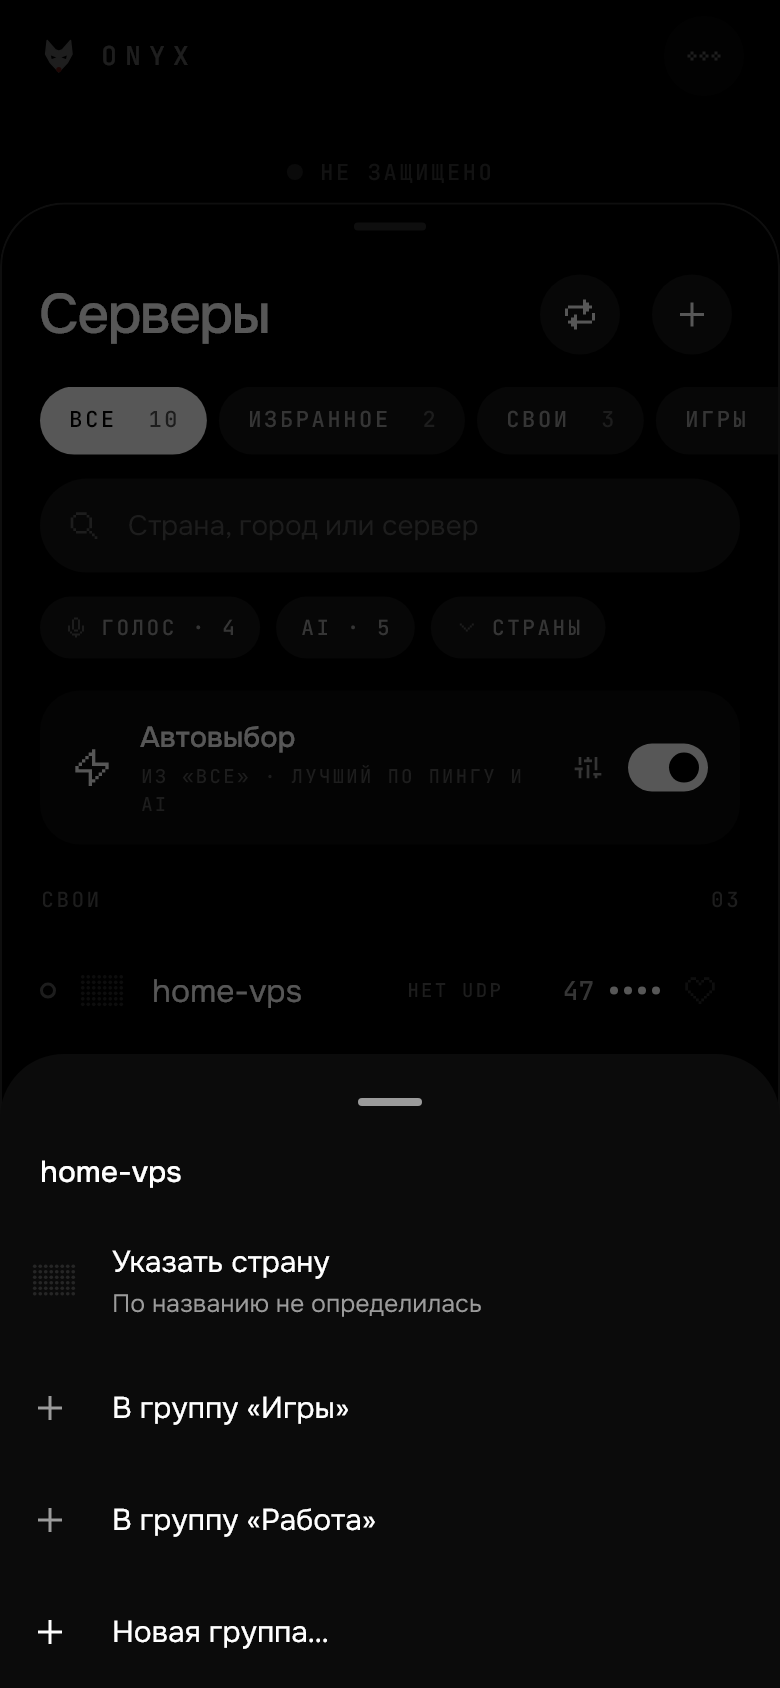 ONYX
НЕ ЗАЩИЩЕНО
Серверы
ВСЕ 10 ИЗБРАННОЕ 2 СВОИ 3 ИГРЫ
Страна, город или сервер
ГОЛОС · 4 AI · 5 СТРАНЫ
Автовыбор
ИЗ «ВСЕ» · ЛУЧШИЙ ПО ПИНГУ И
AI
СВОИ 03
home-vps НЕТ UDP 47
home-vps
Указать страну
По названию не определилась
В группу «Игры»
В группу «Работа»
Новая группа...